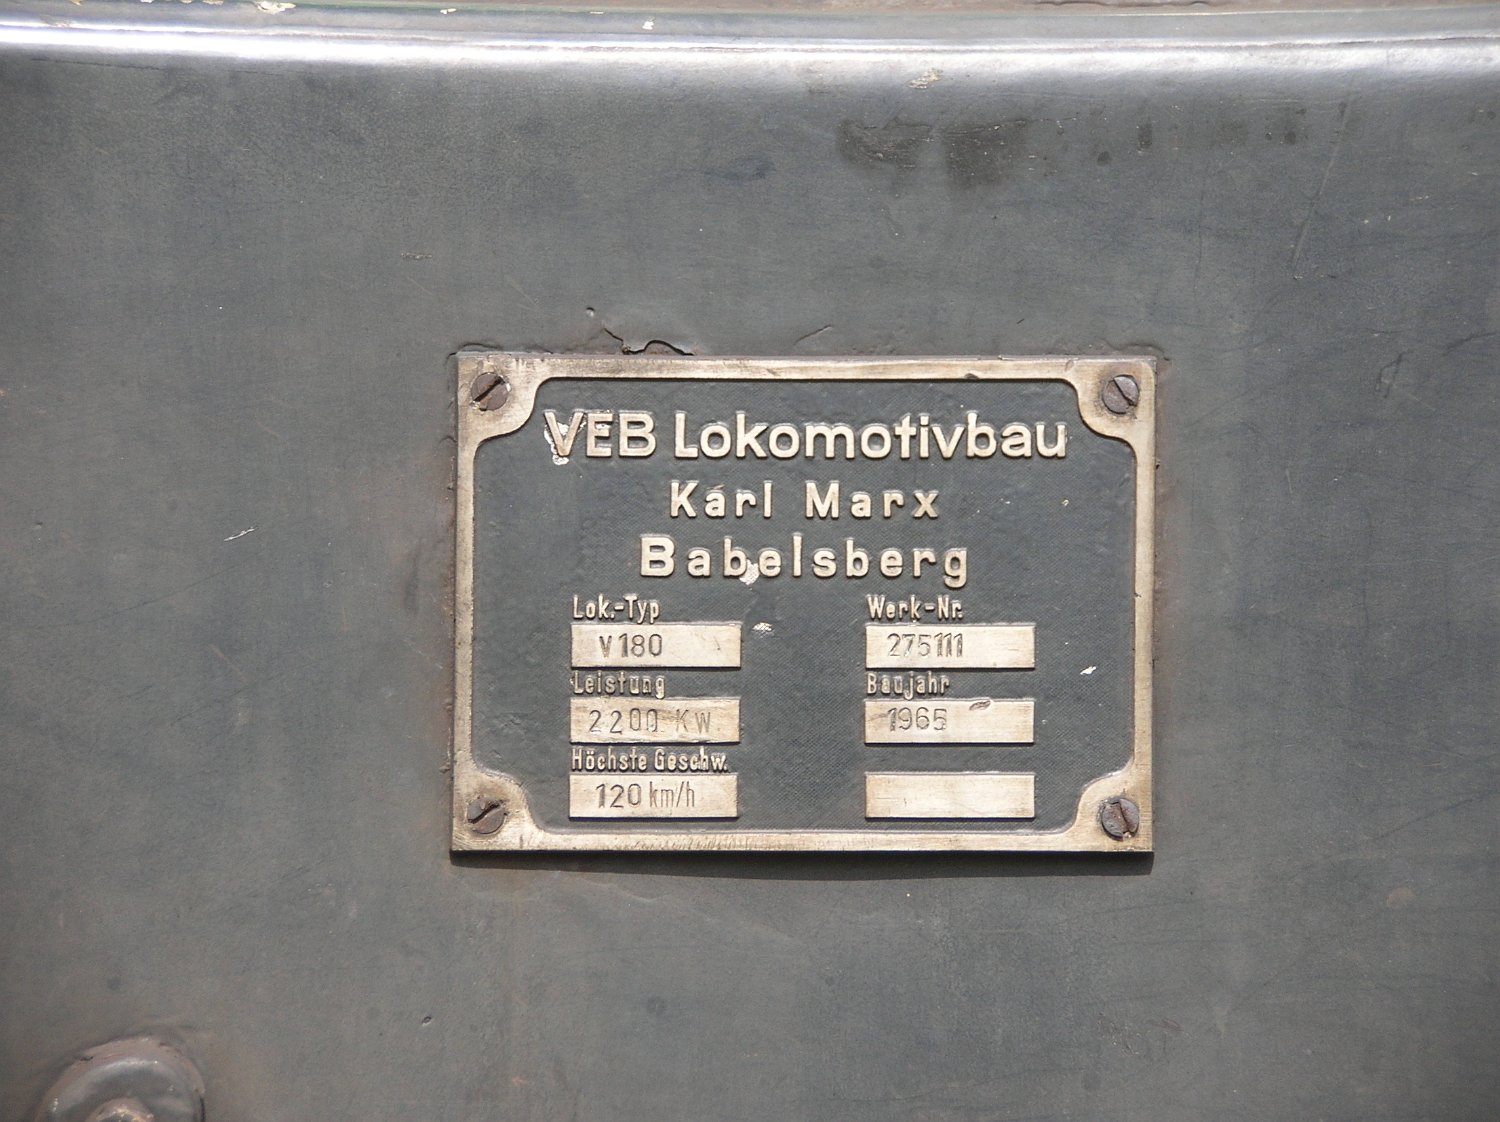 VEB Lokomotivbau
Karl Marx
Babelsberg
Lok.-Typ Werk-Nr.
V180 275111
Leistung Baujahr
2200 KW 1965
Höchste Geschw.
120 km/h